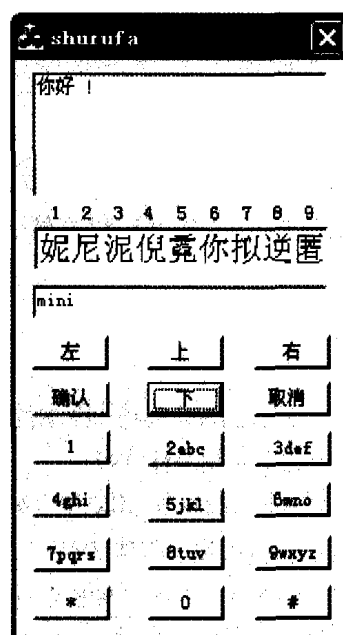 shurufa
你好 !
1 2 3 4 5 6 7 8 9
妮尼泥倪霓你拟逆匿
mini
左 上 右
确认 下 取消
1 2abc 3def
4ghi 5jkl 6mno
7pqrs 8tuv 9wxyz
* 0 #